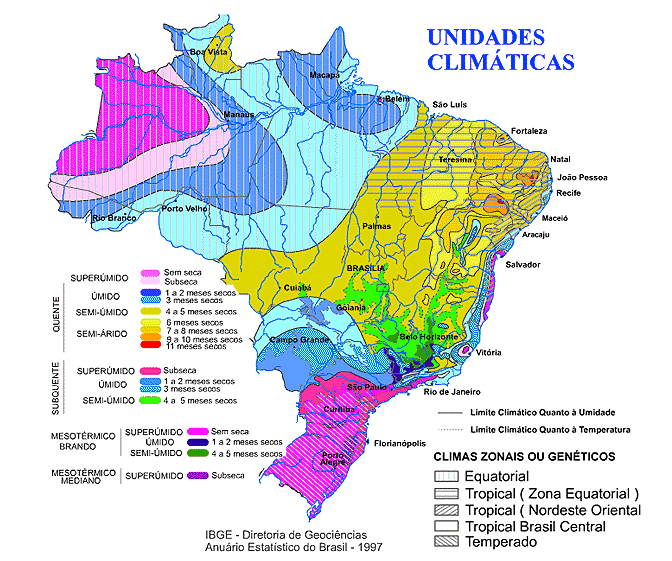 UNIDADES
CLIMÁTICAS
Boa Vista
Macapá
Belém
São Luís
Manaus
Fortaleza
Teresina
Natal
João Pessoa
Recife
Porto Velho
Rio Branco
Maceió
Palmas
Aracaju
Salvador
BRASÍLIA
Cuiabá
Goiania
Campo Grande
Belo Horizonte
Vitória
São Paulo
Rio de Janeiro
Curitiba
Florianópolis
Porto
Alegre
QUENTE
SUPERÚMIDO
Sem seca
Subseca
ÚMIDO
1 a 2 meses secos
3 meses secos
SEMI-ÚMIDO
4 a 5 meses secos
SEMI-ÁRIDO
6 meses secos
7 a 8 meses secos
9 a 10 meses secos
11 meses secos
SUBQUENTE
SUPERÚMIDO
Subseca
ÚMIDO
1 a 2 meses secos
3 meses secos
SEMI-ÚMIDO
4 a 5 meses secos
MESOTÉRMICO
BRANDO
SUPERÚMIDO
Sem seca
ÚMIDO
1 a 2 meses secos
SEMI-ÚMIDO
4 a 5 meses secos
MESOTÉRMICO
MEDIANO
SUPERÚMIDO
Subseca
Limite Climático Quanto à Umidade
Limite Climático Quanto à Temperatura
CLIMAS ZONAIS OU GENÉTICOS
Equatorial
Tropical ( Zona Equatorial )
Tropical ( Nordeste Oriental
Tropical Brasil Central
Temperado
IBGE - Diretoria de Geociências
Anuário Estatístico do Brasil - 1997